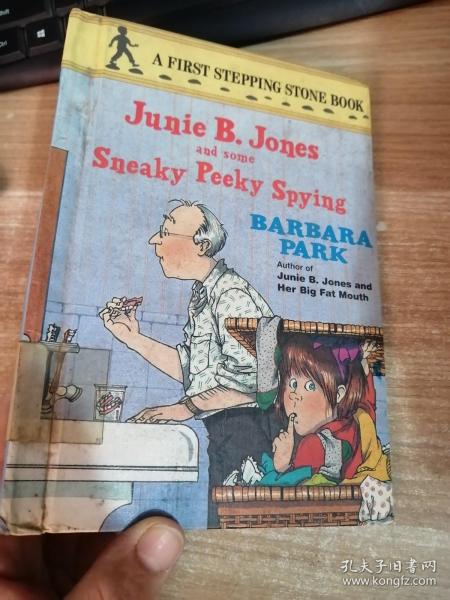 A FIRST STEPPING STONE BOOK
Junie B. Jones
and some
Sneaky Peeky Spying
BARBARA
PARK
Author of
Junie B. Jones and
Her Big Fat Mouth
孔夫子旧书网
www.kongfz.com